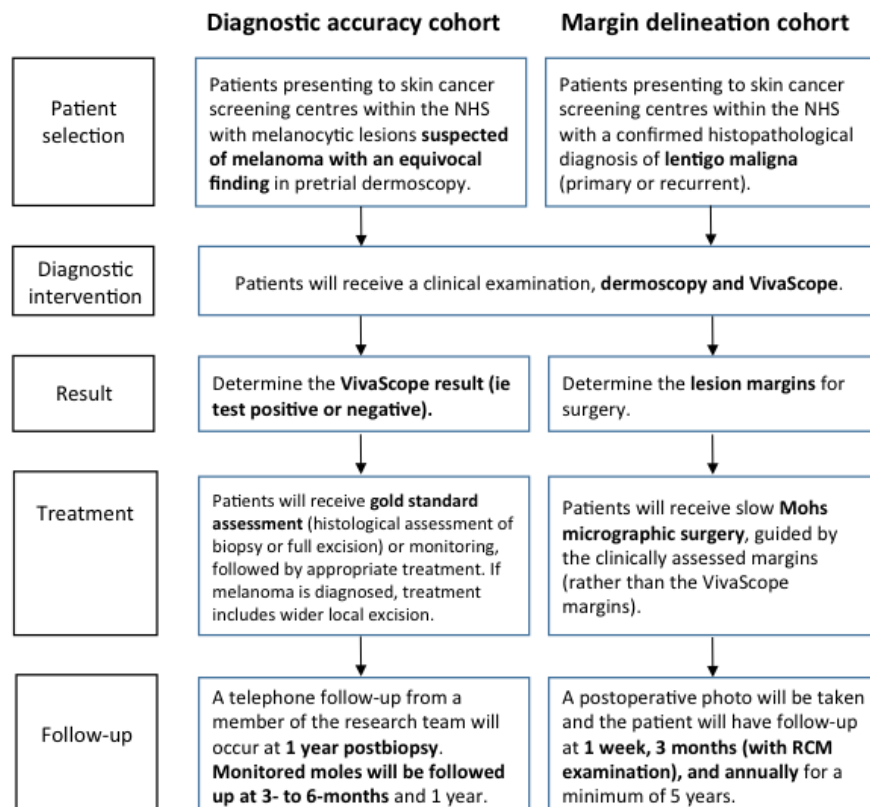 Diagnostic accuracy cohort
Margin delineation cohort
Patient
selection
Patients presenting to skin cancer
screening centres within the NHS
with melanocytic lesions suspected
of melanoma with an equivocal
finding in pretrial dermoscopy.
Patients presenting to skin cancer
screening centres within the NHS
with a confirmed histopathological
diagnosis of lentigo maligna
(primary or recurrent).
Diagnostic
intervention
Patients will receive a clinical examination, dermoscopy and VivaScope.
Result
Determine the VivaScope result (ie
test positive or negative).
Determine the lesion margins for
surgery.
Treatment
Patients will receive gold standard
assessment (histological assessment of
biopsy or full excision) or monitoring,
followed by appropriate treatment. If
melanoma is diagnosed, treatment
includes wider local excision.
Patients will receive slow Mohs
micrographic surgery, guided by
the clinically assessed margins
(rather than the VivaScope
margins).
Follow-up
A telephone follow-up from a
member of the research team will
occur at 1 year postbiopsy.
Monitored moles will be followed
up at 3- to 6-months and 1 year.
A postoperative photo will be taken
and the patient will have follow-up
at 1 week, 3 months (with RCM
examination), and annually for a
minimum of 5 years.